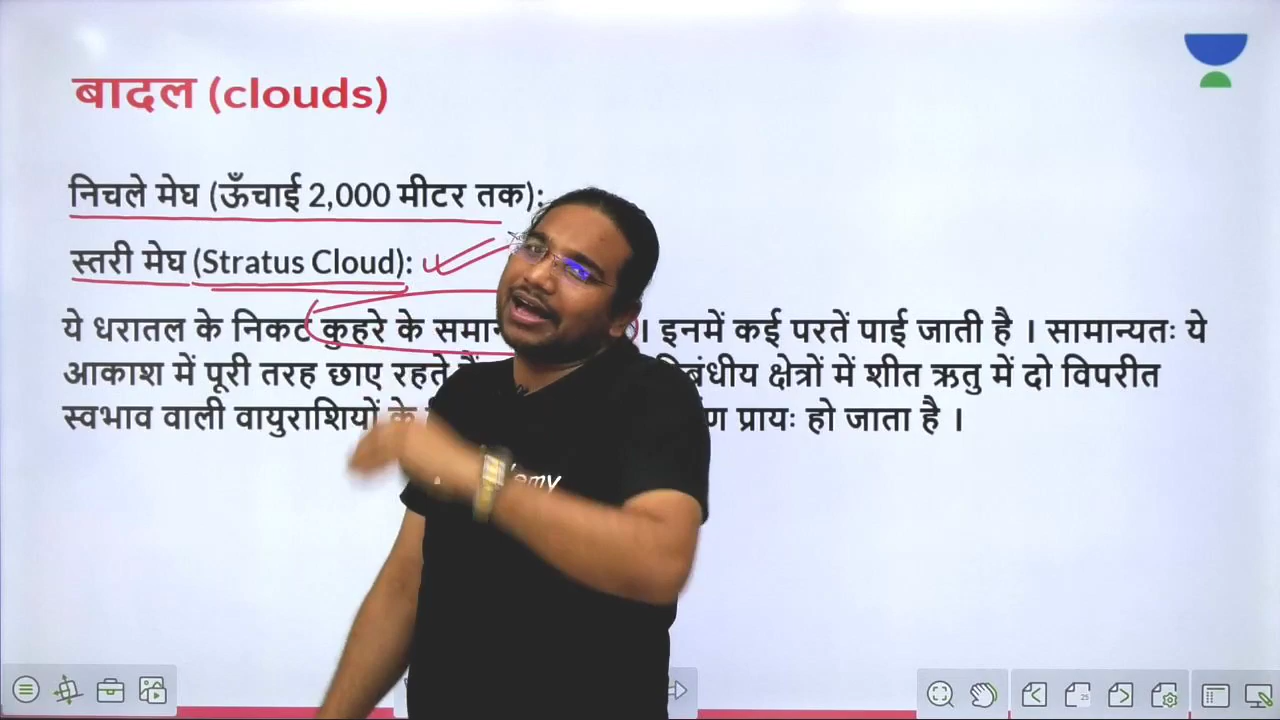 बादल (clouds)
निचले मेघ (ऊँचाई 2,000 मीटर तक):
स्तरी मेघ (Stratus Cloud):
ये धरातल के निकट कुहरे के समान । इनमें कई परतें पाई जाती है । सामान्यतः ये
आकाश में पूरी तरह छाए रहते क्षेत्रों में शीत ऋतु में दो विपरीत
स्वभाव वाली वायुराशियों के प्रायः हो जाता है ।
25